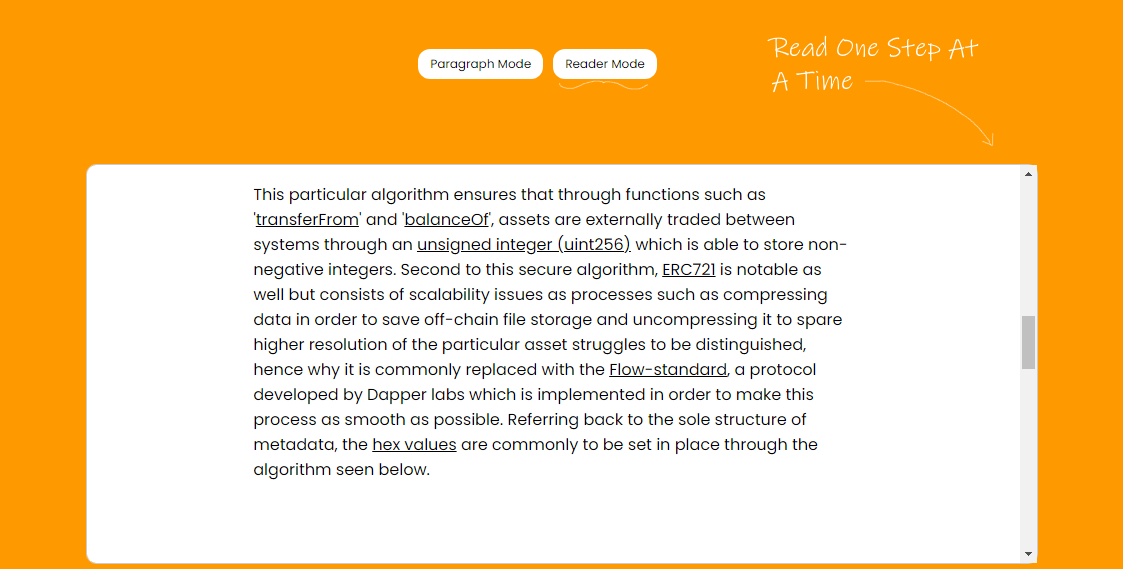 Paragraph Mode
Reader Mode
Read One Step At
A Time
This particular algorithm ensures that through functions such as
'transferFrom' and 'balanceOf', assets are externally traded between
systems through an unsigned integer (uint256) which is able to store non-
negative integers. Second to this secure algorithm, ERC721 is notable as
well but consists of scalability issues as processes such as compressing
data in order to save off-chain file storage and uncompressing it to spare
higher resolution of the particular asset struggles to be distinguished,
hence why it is commonly replaced with the Flow-standard, a protocol
developed by Dapper labs which is implemented in order to make this
process as smooth as possible. Referring back to the sole structure of
metadata, the hex values are commonly to be set in place through the
algorithm seen below.